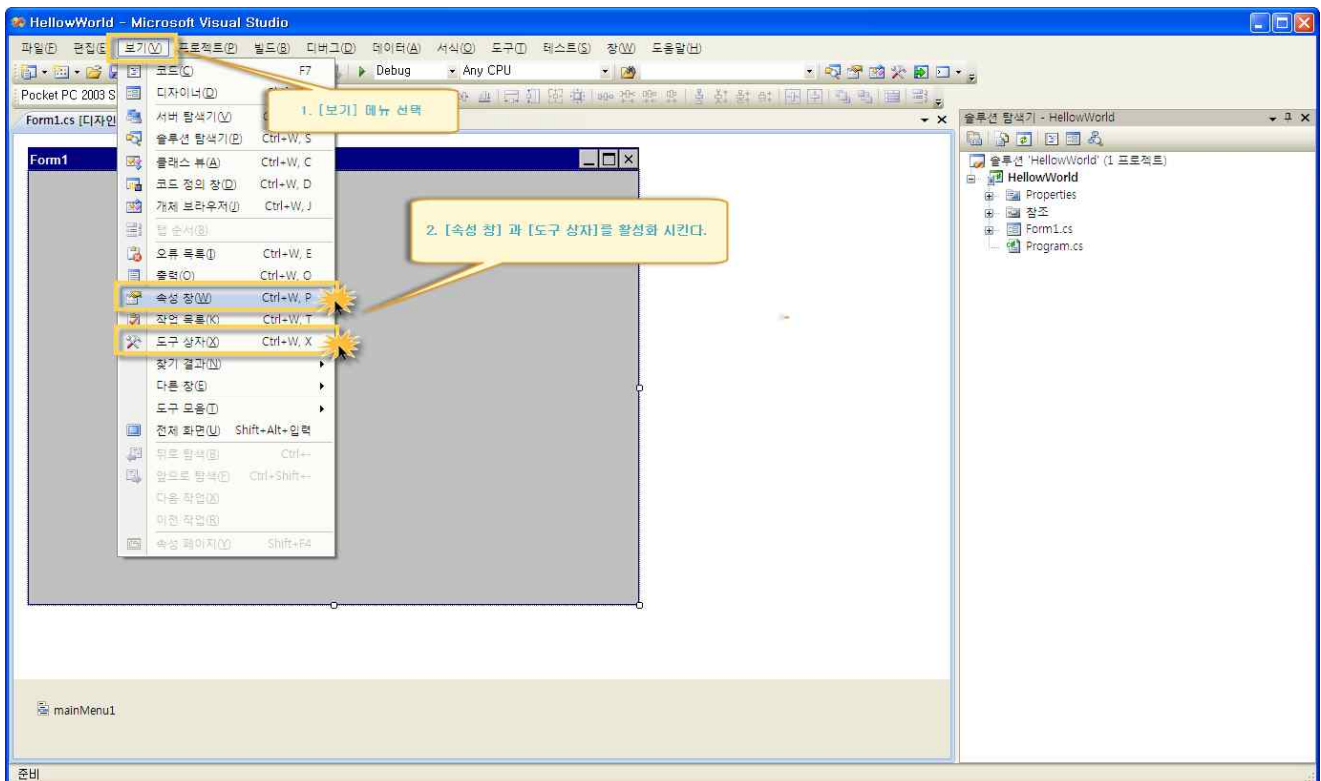 HellowWorld - Microsoft Visual Studio
파일(F) 편집(E 보기(V) 프로젝트(P) 빌드(B) 디버그(D) 데이터(A) 서식(O) 도구(T) 테스트(S) 창(W) 도움말(H)
Debug Any CPU
Pocket PC 2003 S
Form1.cs [디자인
코드(C) F7
디자이너(D)
서버 탐색기(V)
솔루션 탐색기(P) Ctrl+W, S
클래스 뷰(A) Ctrl+W, C
코드 정의 창(D) Ctrl+W, D
개체 브라우저(J) Ctrl+W, J
탭 순서(B)
오류 목록(I) Ctrl+W, E
출력(O) Ctrl+W, O
속성 창(W) Ctrl+W, P
작업 목록(K) Ctrl+W, T
도구 상자(X) Ctrl+W, X
찾기 결과(N)
다른 창(E)
도구 모음(T)
전체 화면(U) Shift+Alt+입력
뒤로 탐색(B) Ctrl+-
앞으로 탐색(F) Ctrl+Shift+-
다음 작업(X)
이전 작업(R)
속성 페이지(Y) Shift+F4
1. [보기] 메뉴 선택
2. [속성 창] 과 [도구 상자]를 활성화 시킨다.
Form1
mainMenu1
솔루션 탐색기 - HellowWorld
솔루션 'HellowWorld' (1 프로젝트)
HellowWorld
Properties
참조
Form1.cs
Program.cs
준비